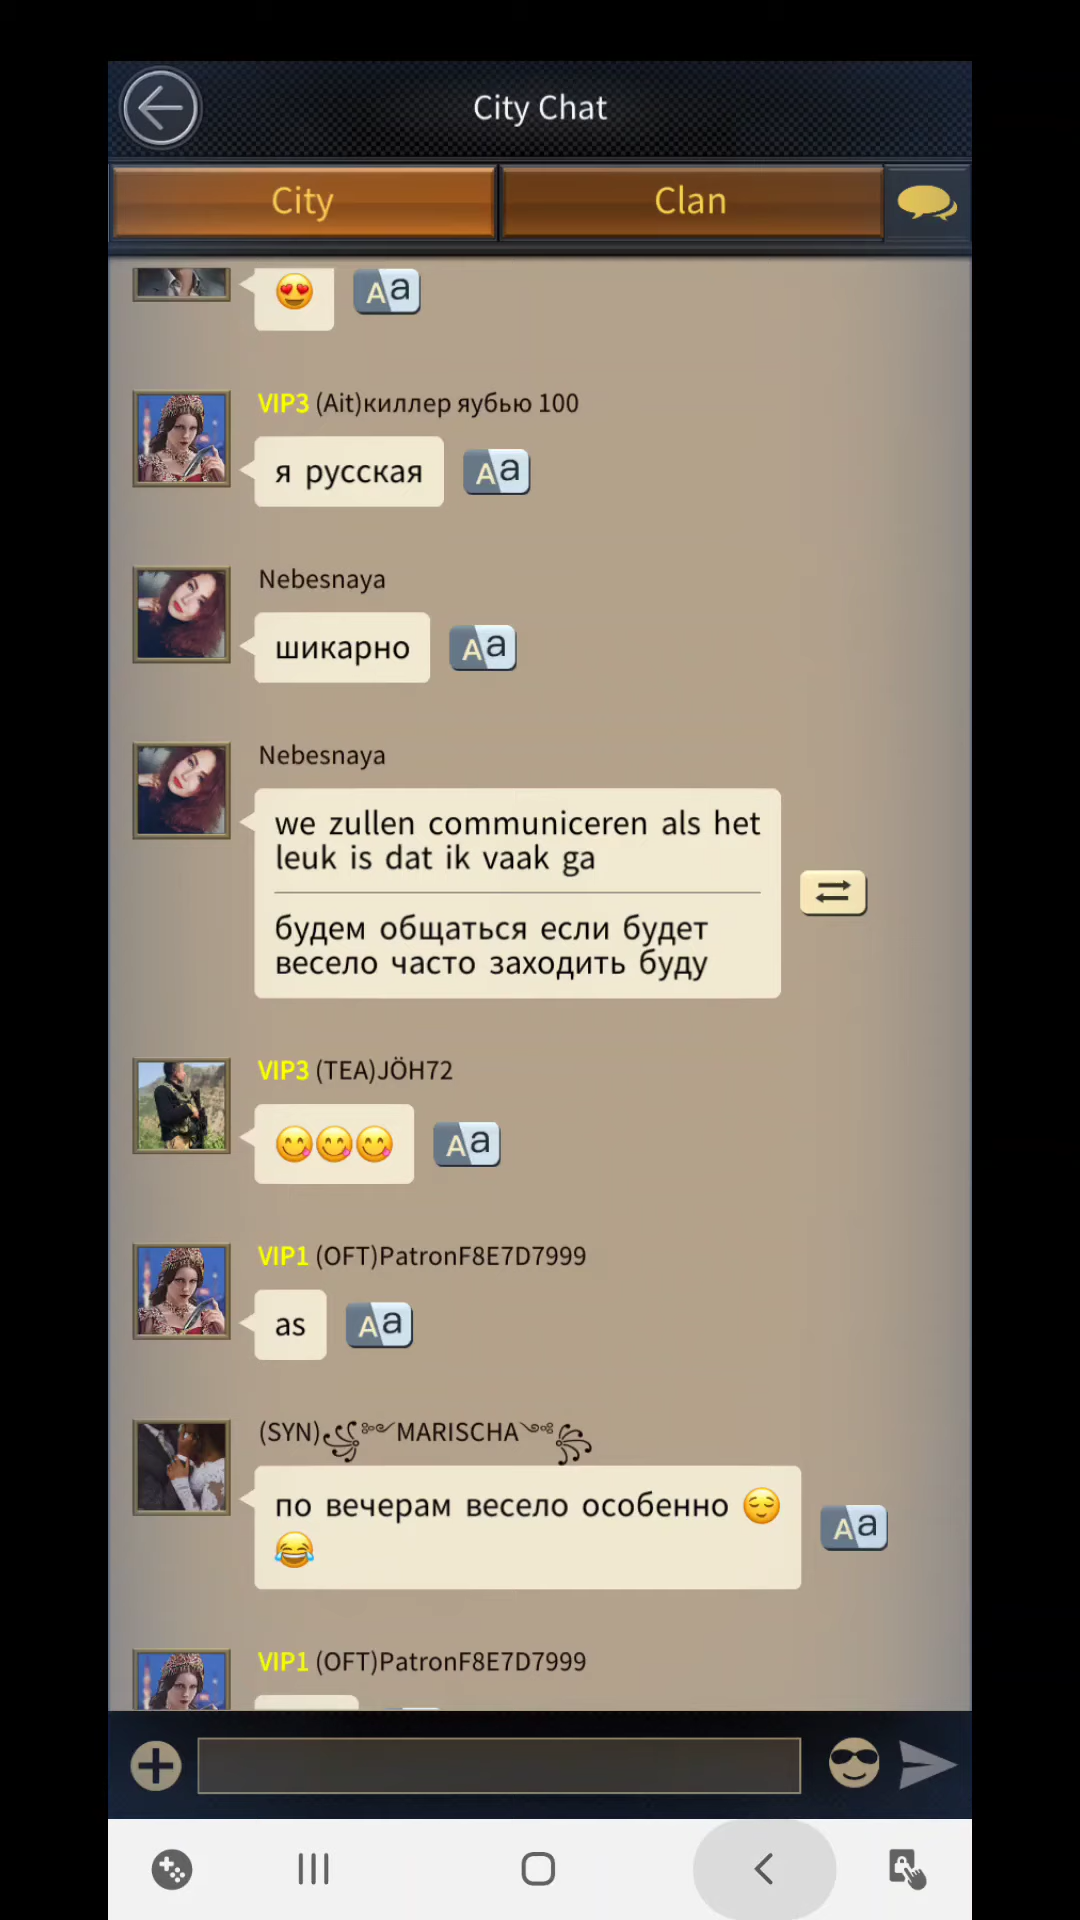 City Chat
City
Clan
Aa
VIP3 (Ait)киллер яубью 100
я русская
Aa
Nebesnaya
шикарно
Aa
Nebesnaya
we zullen communiceren als het
leuk is dat ik vaak ga
будем общаться если будет
весело часто заходить буду
VIP3 (TEA)JÖH72
😋😋😋
Aa
VIP1 (OFT)PatronF8E7D7999
as
Aa
(SYN)꧁༺MARISCHA༻꧂
по вечерам весело особенно 😌
😂
Aa
VIP1 (OFT)PatronF8E7D7999